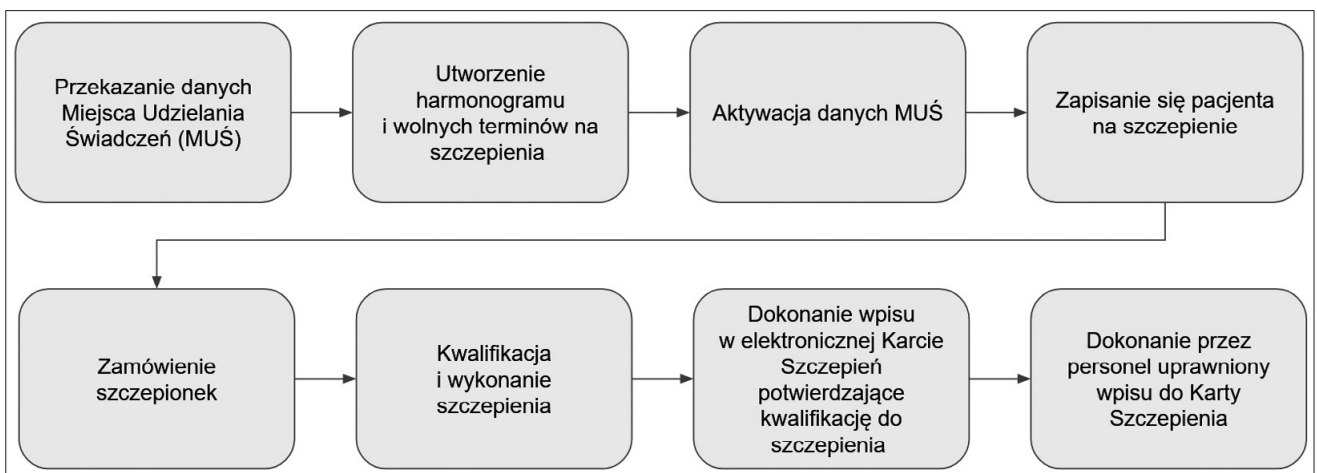 Przekazanie danych
Miejsca Udzielania
Świadczeń (MUŚ)
Utworzenie
harmonogramu
i wolnych terminów na
szczepienia
Aktywacja danych MUŚ
Zapisanie się pacjenta
na szczepienie
Zamówienie
szczepionek
Kwalifikacja
i wykonanie
szczepienia
Dokonanie wpisu
w elektronicznej Karcie
Szczepień
potwierdzające
kwalifikację do
szczepienia
Dokonanie przez
personel uprawniony
wpisu do Karty
Szczepienia